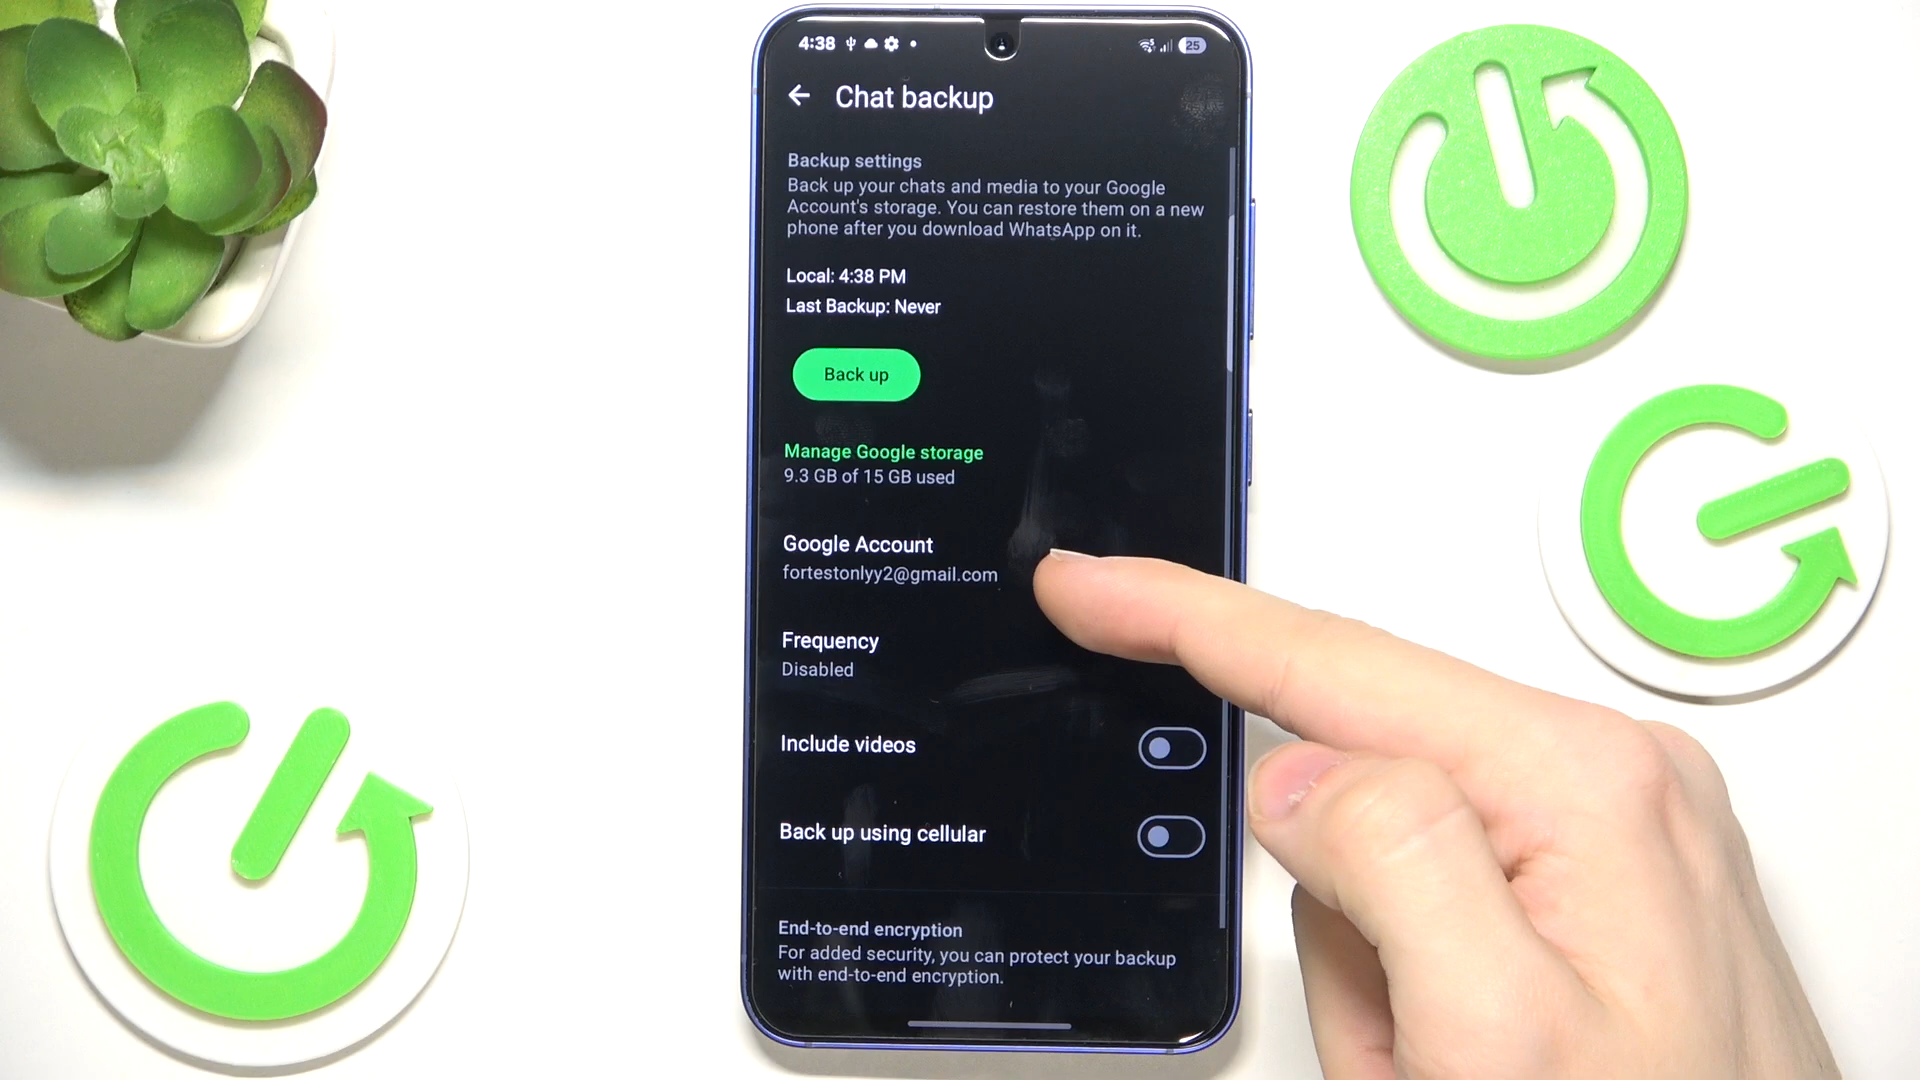 4:38
25
Chat backup
Backup settings
Back up your chats and media to your Google
Account's storage. You can restore them on a new
phone after you download WhatsApp on it.
Local: 4:38 PM
Last Backup: Never
Back up
Manage Google storage
9.3 GB of 15 GB used
Google Account
fortestonlyy2@gmail.com
Frequency
Disabled
Include videos
Back up using cellular
End-to-end encryption
For added security, you can protect your backup
with end-to-end encryption.